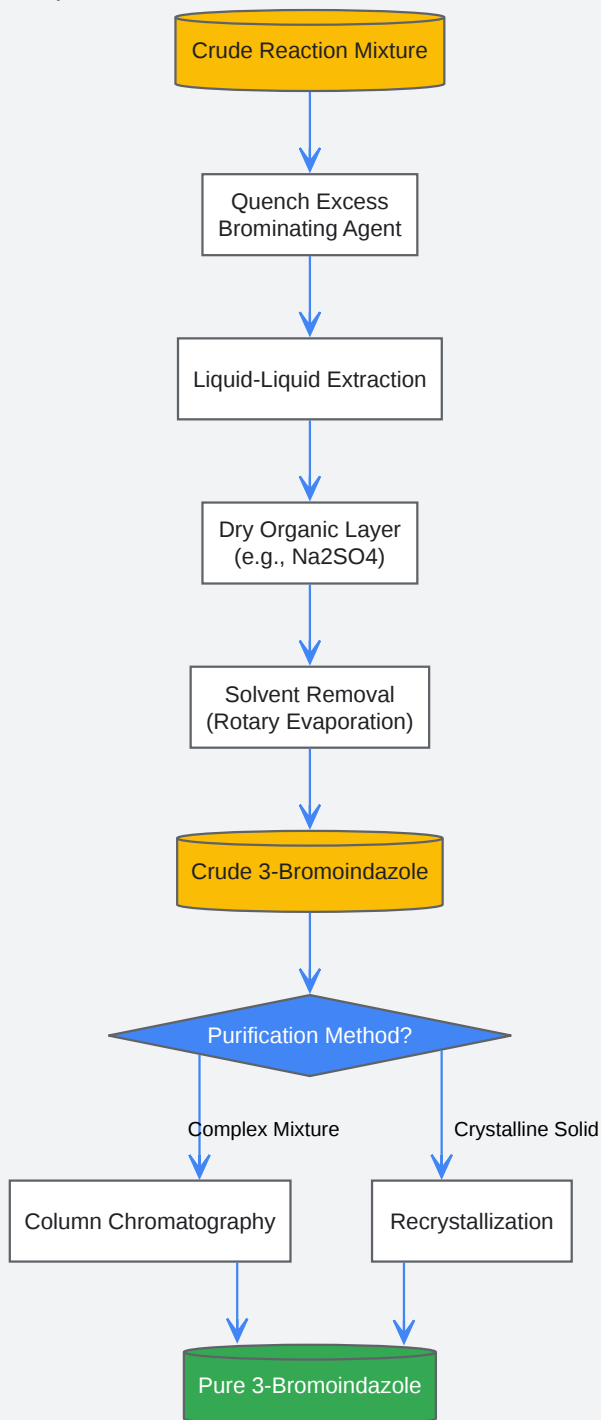 Crude Reaction Mixture
Quench Excess
Brominating Agent
Liquid-Liquid Extraction
Dry Organic Layer
(e.g., Na2SO4)
Solvent Removal
(Rotary Evaporation)
Crude 3-Bromoindazole
Purification Method?
Complex Mixture
Crystalline Solid
Column Chromatography
Recrystallization
Pure 3-Bromoindazole